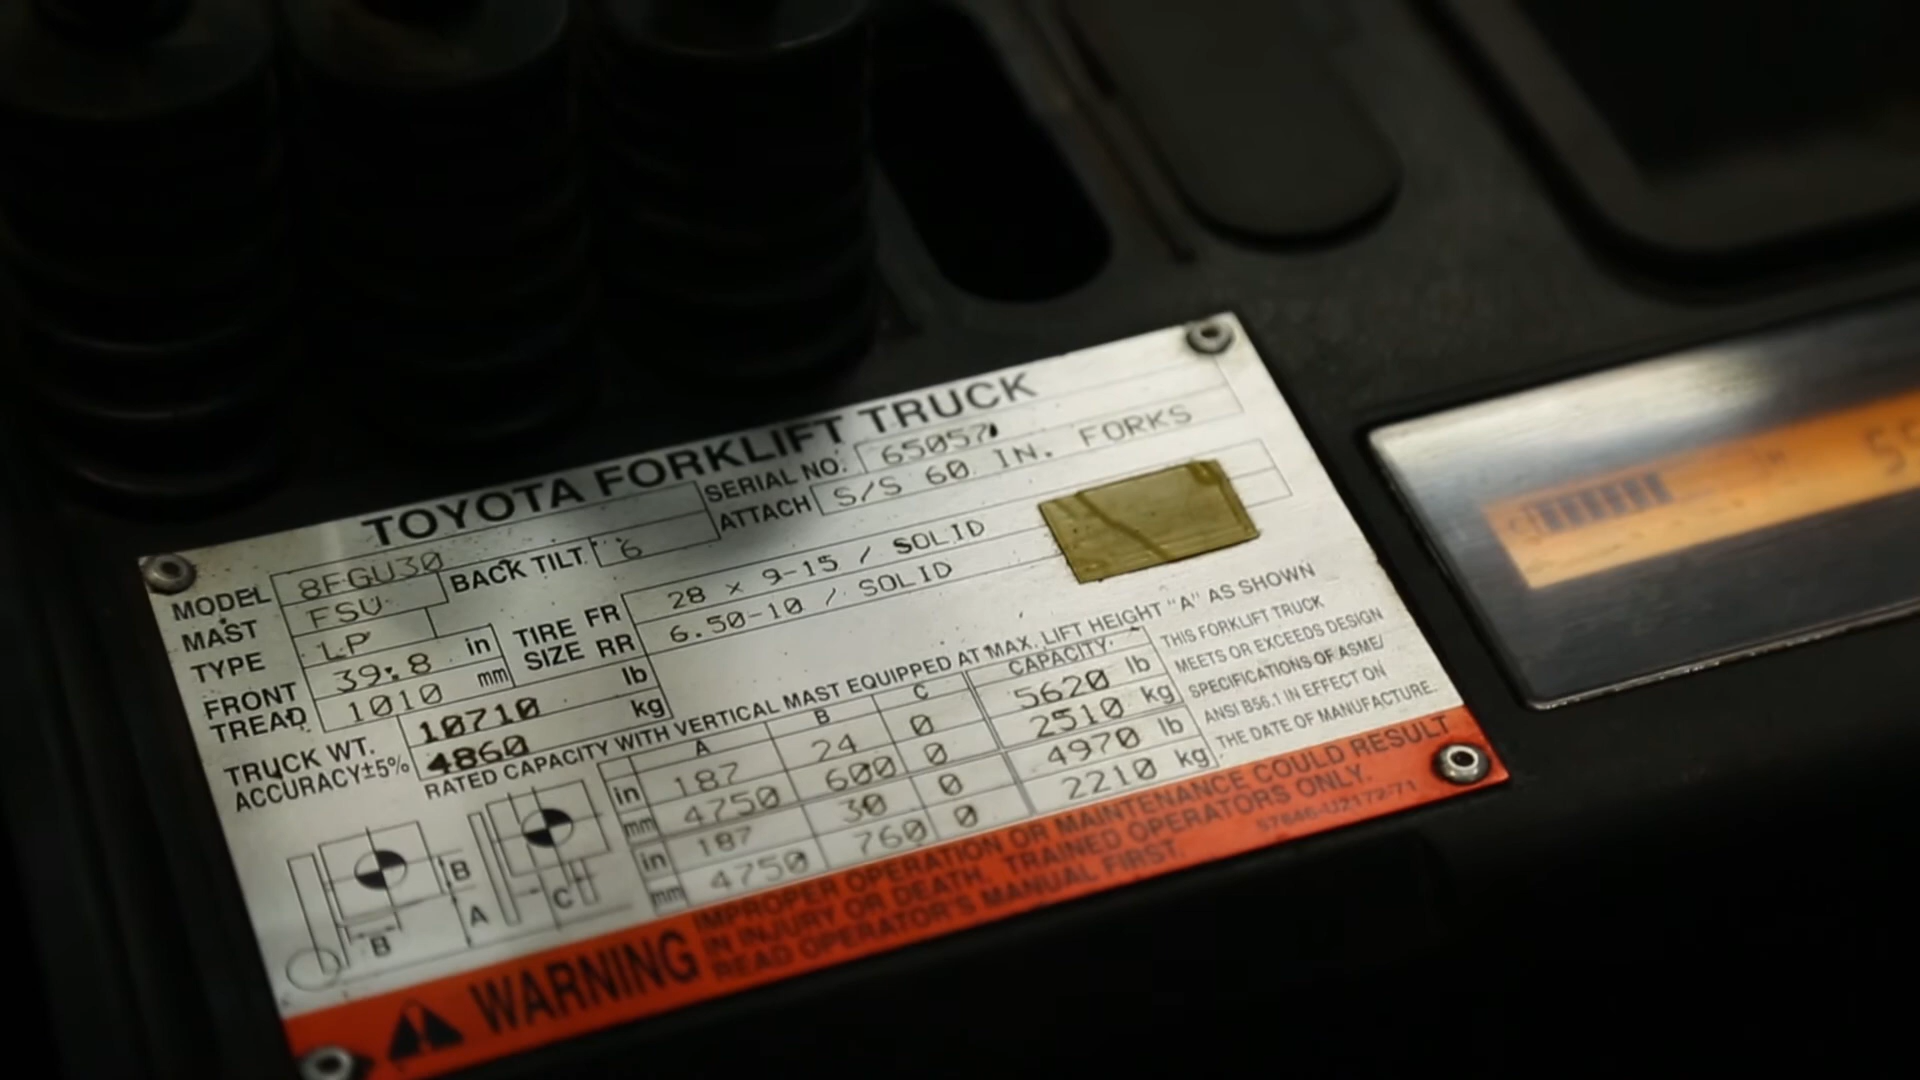 TOYOTA FORKLIFT TRUCK
MODEL 8FGU30
SERIAL NO. 65057
MAST FSU
BACK TILT 6
ATTACH S/S 60 IN. FORKS
TYPE LP
FRONT TREAD 39.8 in
1010 mm
TIRE SIZE FR 28 x 9-15 / SOLID
RR 6.50-10 / SOLID
TRUCK WT. 10710 lb
ACCURACY±5% 4860 kg
RATED CAPACITY WITH VERTICAL MAST EQUIPPED AT MAX. LIFT HEIGHT "A" AS SHOWN
A B C CAPACITY
in 187 24 0 5620 lb
mm 4750 600 0 2510 kg
in 187 30 0 4970 lb
mm 4750 760 0 2210 kg
B
A
B
C
THIS FORKLIFT TRUCK
MEETS OR EXCEEDS DESIGN
SPECIFICATIONS OF ASME/
ANSI B56.1 IN EFFECT ON
THE DATE OF MANUFACTURE.
WARNING
IMPROPER OPERATION OR MAINTENANCE COULD RESULT
IN INJURY OR DEATH. TRAINED OPERATORS ONLY.
READ OPERATOR'S MANUAL FIRST.